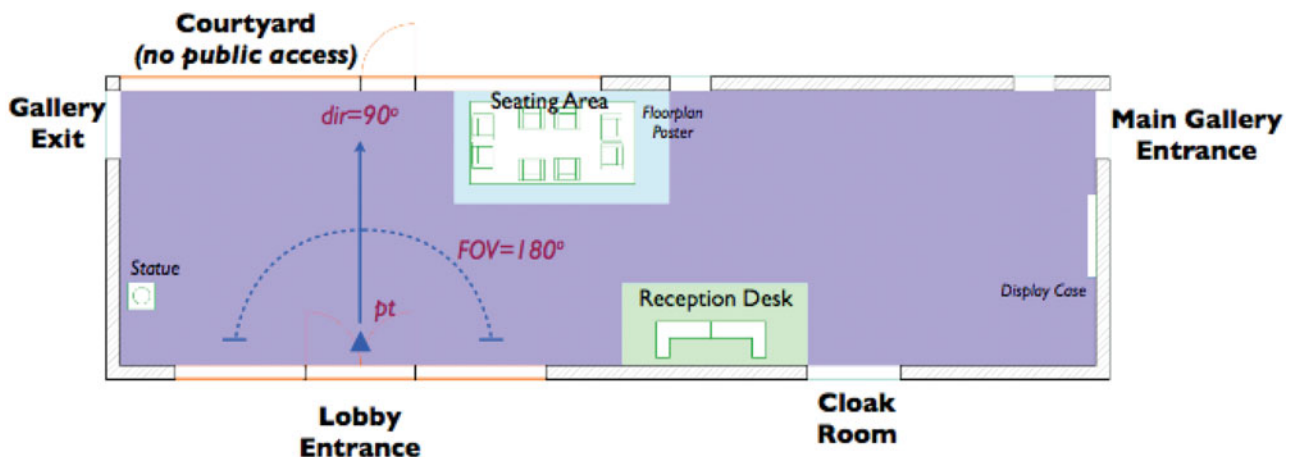 Courtyard
(no public access)
Gallery
Exit
dir=90°
Seating Area
Floorplan
Poster
Main Gallery
Entrance
FOV=180°
Statue
pt
Reception Desk
Display Case
Lobby
Entrance
Cloak
Room